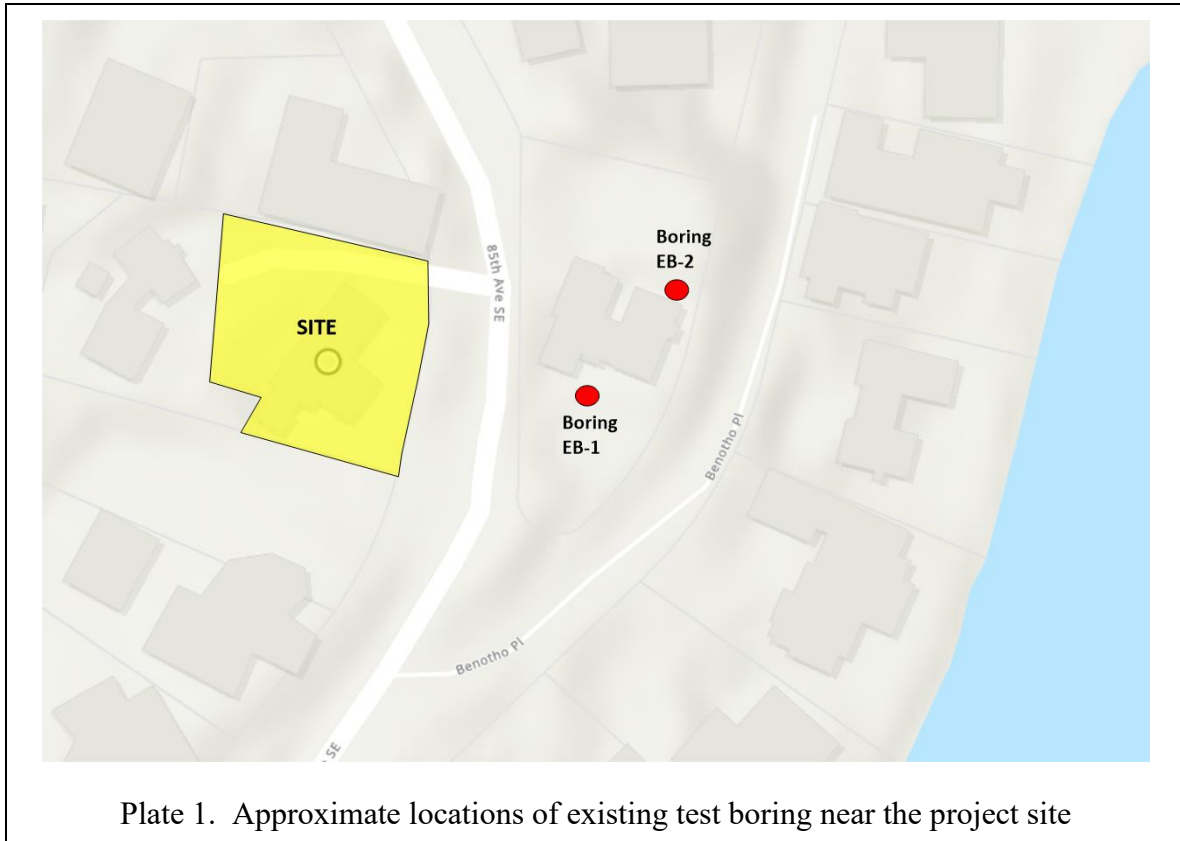 Boring
EB-2
85th Ave SE
SITE
Boring
EB-1
Benotho Pl
Benotho Pl
SE
Plate 1. Approximate locations of existing test boring near the project site